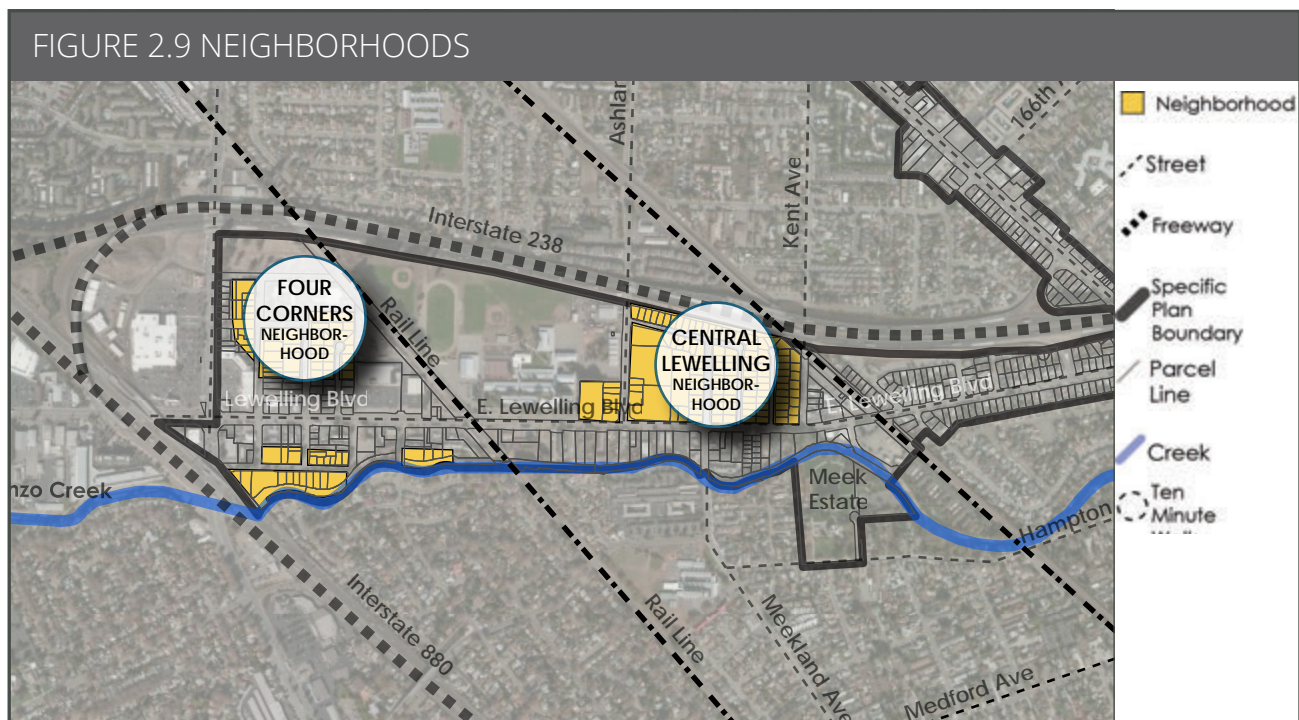 FIGURE 2.9 NEIGHBORHOODS
Neighborhood
Street
Freeway
Specific
Plan
Boundary
Parcel
Line
Creek
Ten
Minute
166th
Kent Ave
Interstate 238
FOUR
CORNERS
NEIGHBOR-
HOOD
Rail Line
CENTRAL
LEWELLING
NEIGHBOR-
HOOD
Lewelling Blvd
E. Lewelling Blvd
E. Lewelling Blvd
Meek
Estate
nzo Creek
Hampton
Interstate 880
Rail Line
Meekland Ave
Medford Ave